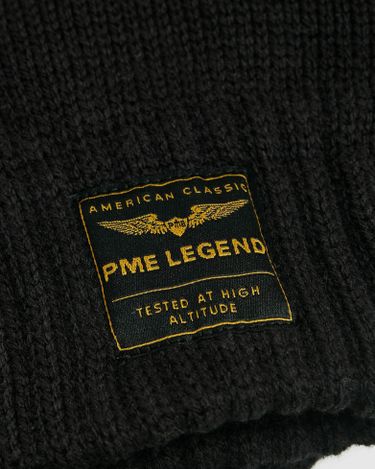 AMERICAN CLASSIC
PME LEGEND
TESTED AT HIGH
ALTITUDE